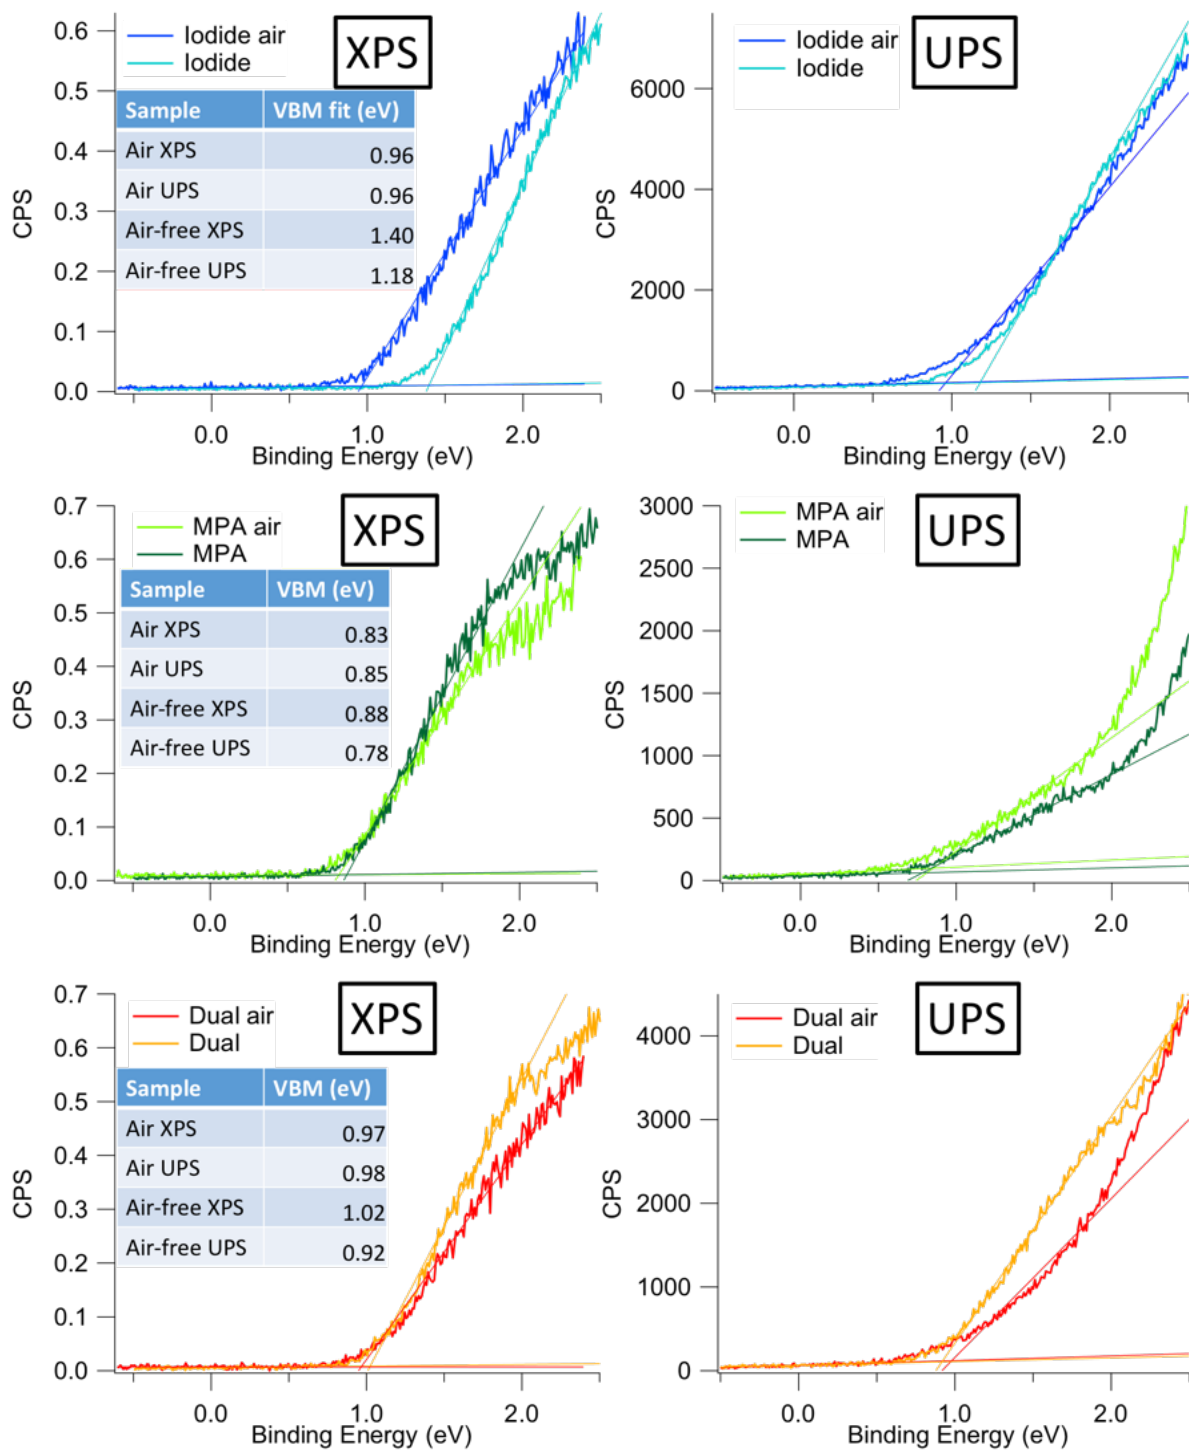 0.6
0.5
0.4
0.3
0.2
0.1
0.0
CPS
Iodide air
Iodide
XPS
Sample VBM fit (eV)
Air XPS 0.96
Air UPS 0.96
Air-free XPS 1.40
Air-free UPS 1.18
0.0 1.0 2.0
Binding Energy (eV)
6000
4000
2000
0
CPS
Iodide air
Iodide
UPS
0.0 1.0 2.0
Binding Energy (eV)
0.7
0.6
0.5
0.4
0.3
0.2
0.1
0.0
CPS
MPA air
MPA
XPS
Sample VBM (eV)
Air XPS 0.83
Air UPS 0.85
Air-free XPS 0.88
Air-free UPS 0.78
0.0 1.0 2.0
Binding Energy (eV)
3000
2500
2000
1500
1000
500
0
CPS
MPA air
MPA
UPS
0.0 1.0 2.0
Binding Energy (eV)
0.7
0.6
0.5
0.4
0.3
0.2
0.1
0.0
CPS
Dual air
Dual
XPS
Sample VBM (eV)
Air XPS 0.97
Air UPS 0.98
Air-free XPS 1.02
Air-free UPS 0.92
0.0 1.0 2.0
Binding Energy (eV)
4000
3000
2000
1000
0
CPS
Dual air
Dual
UPS
0.0 1.0 2.0
Binding Energy (eV)